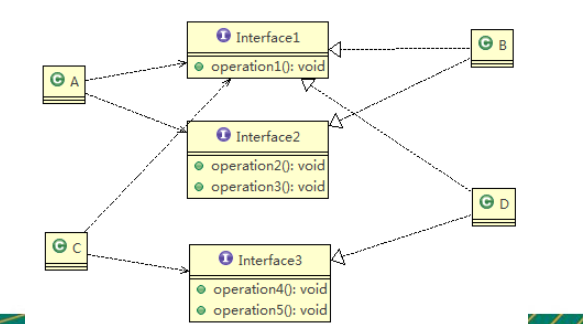 I Interface1
operation1(): void
C A
C B
I Interface2
operation2(): void
operation3(): void
C D
C C
I Interface3
operation4(): void
operation5(): void